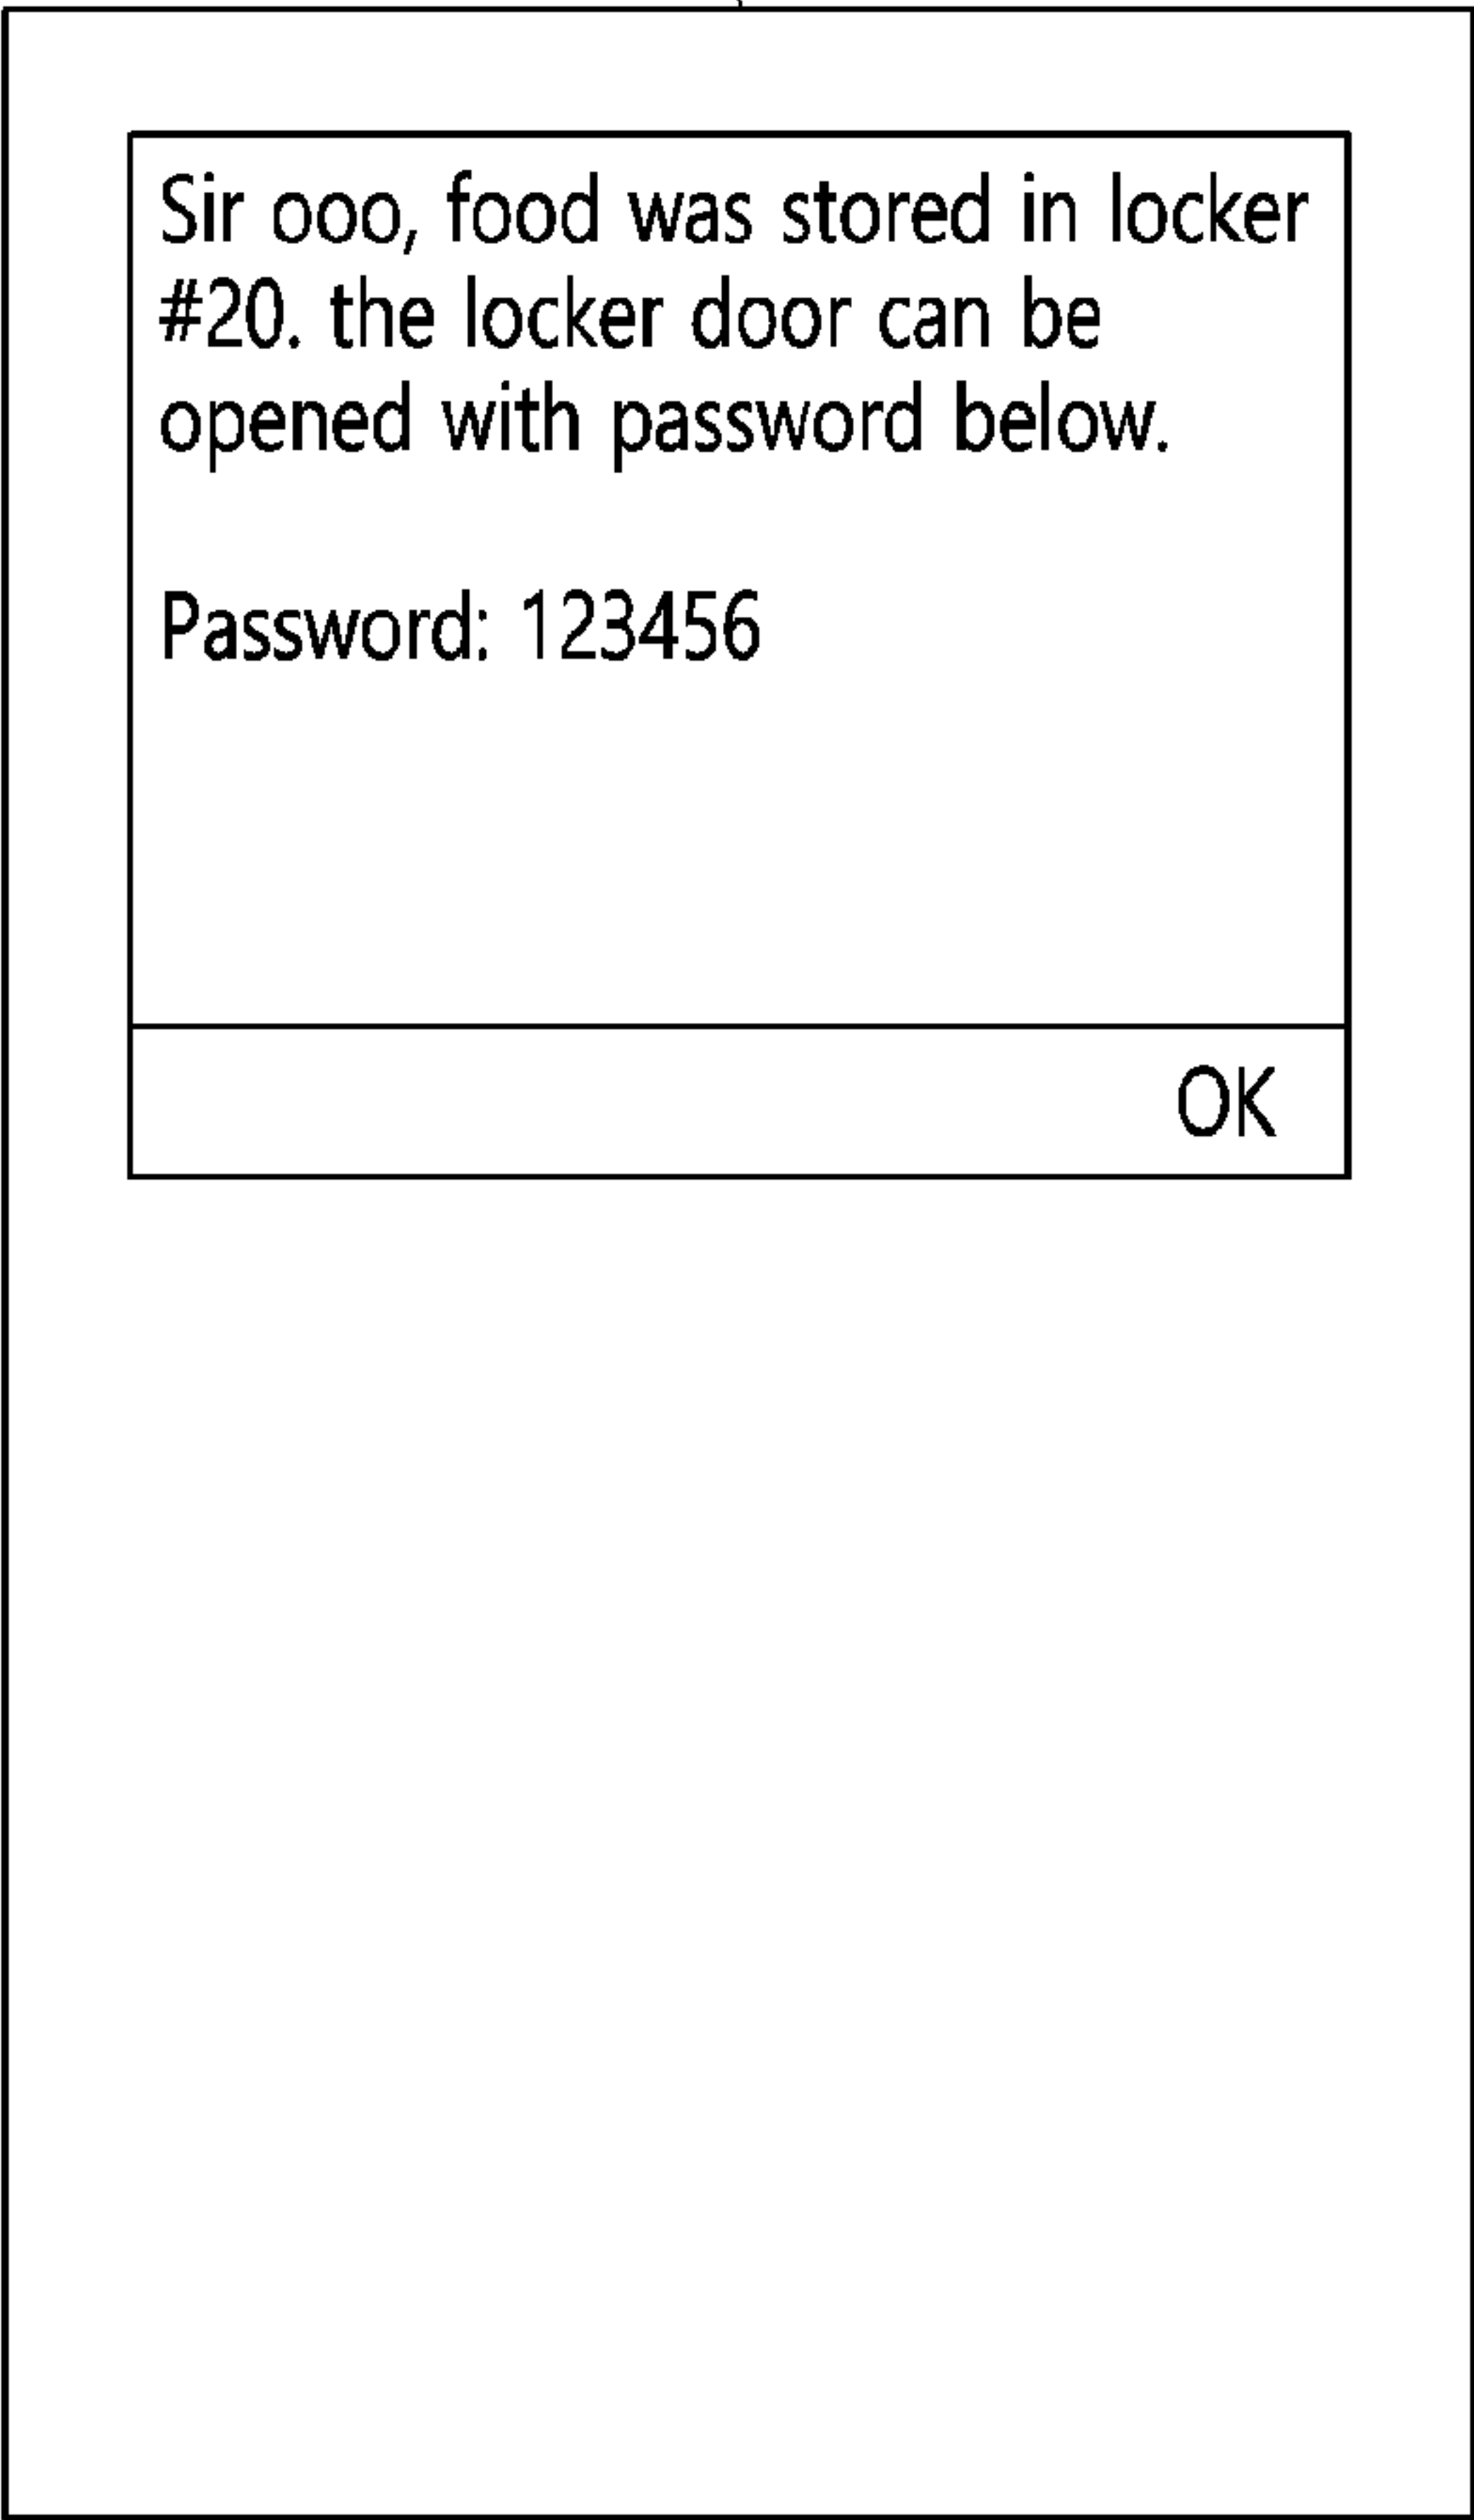 Sir ooo, food was stored in locker
#20. the locker door can be
opened with password below.
Password: 123456
OK